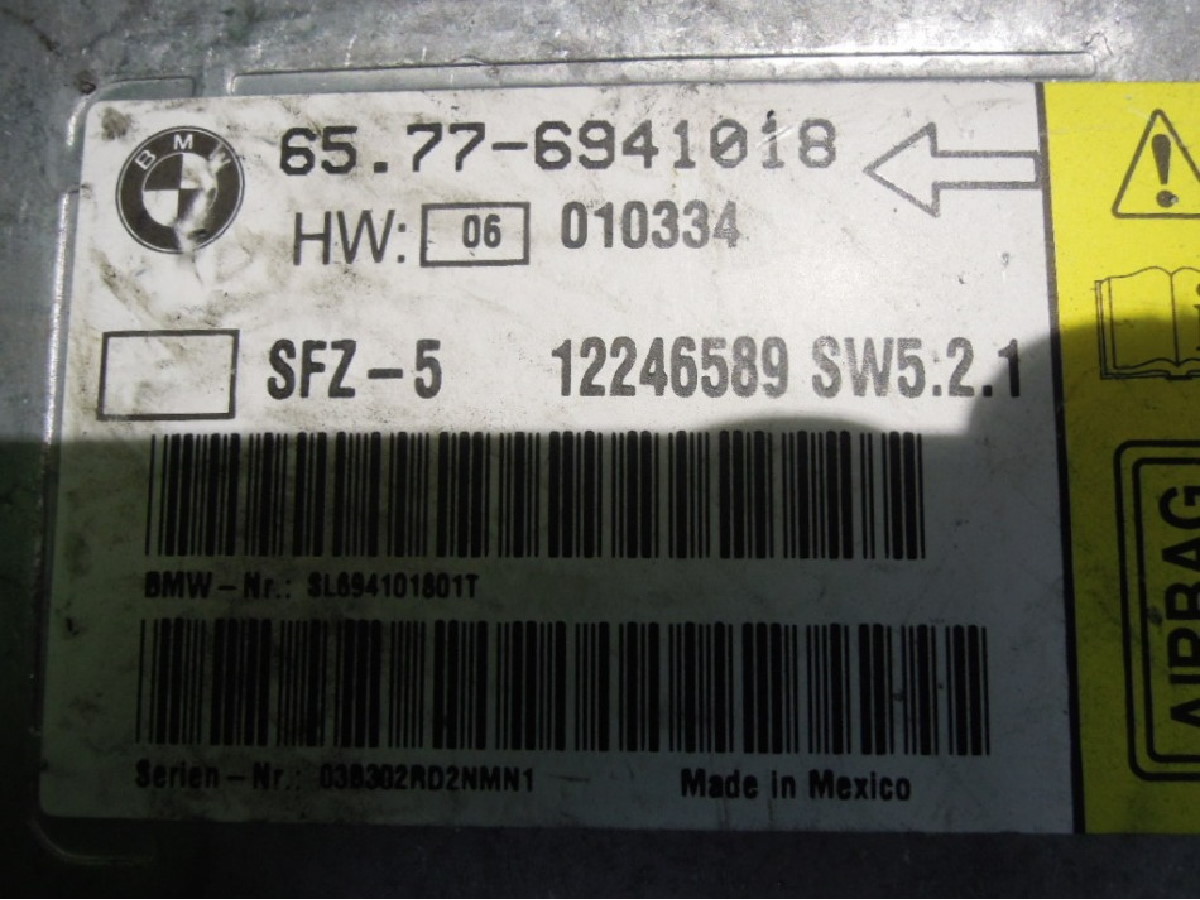 BMW
65.77-6941018
HW: 06 010334
SFZ-5 12246589 SW5.2.1
BMW-Nr.: SL694101801T
Serien-Nr.: 03B302RD2NMN1
Made in Mexico
AIRBAG